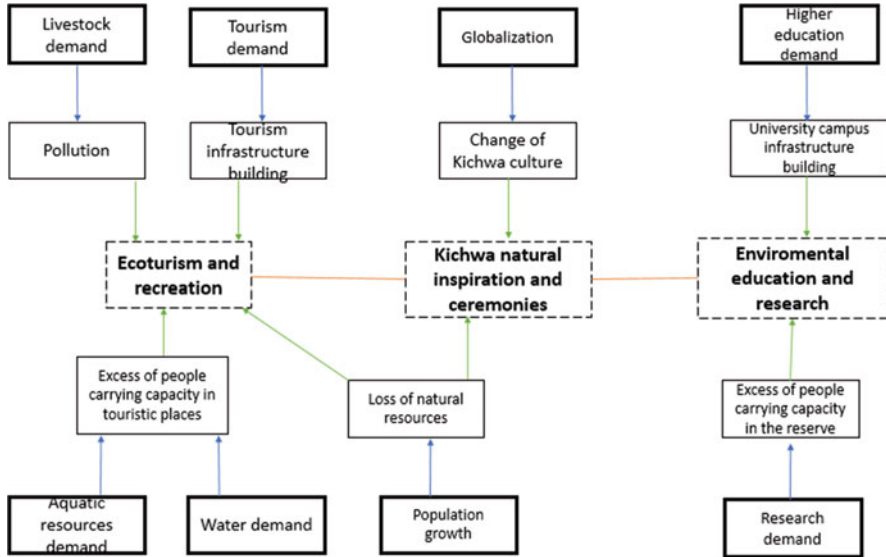 Livestock
demand
Tourism
demand
Globalization
Higher
education
demand
Pollution
Tourism
infrastructure
building
Change of
Kichwa culture
University campus
infrastructure
building
Ecoturism and
recreation
Kichwa natural
inspiration and
ceremonies
Enviromental
education and
research
Excess of people
carrying capacity in
touristic places
Loss of natural
resources
Excess of people
carrying capacity
in the reserve
Aquatic
resources
demand
Water demand
Population
growth
Research
demand